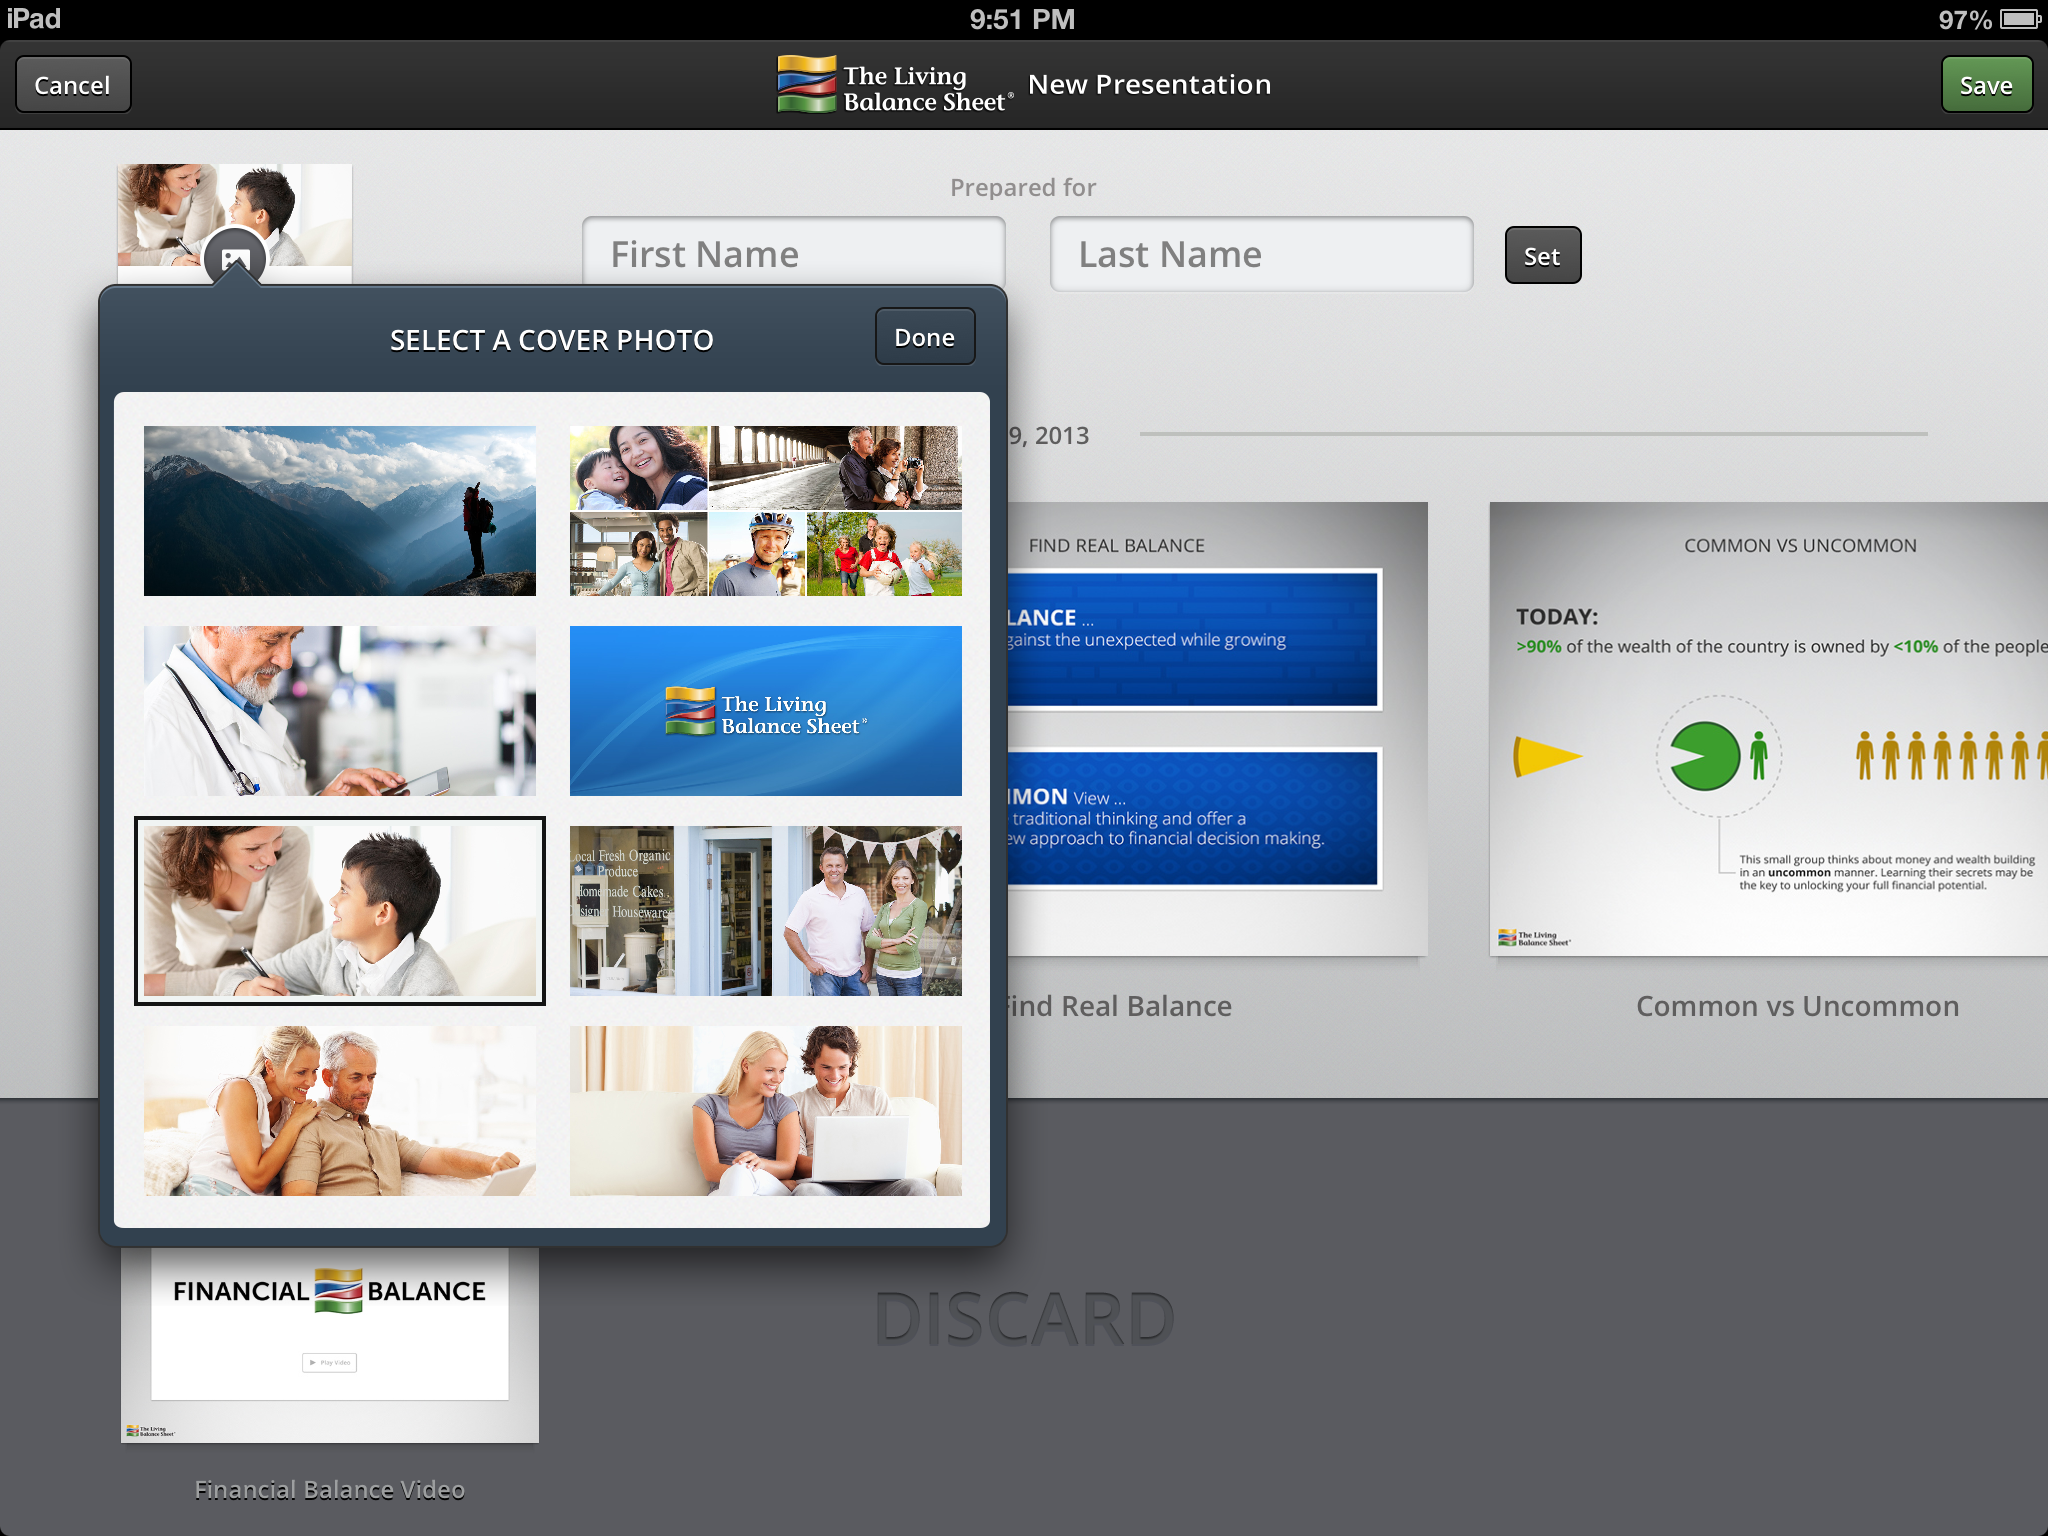 iPad
9:51 PM
97%
Cancel
The Living
Balance Sheet®
New Presentation
Save
Prepared for
First Name
Last Name
Set
SELECT A COVER PHOTO
Done
9, 2013
The Living
Balance Sheet®
ocal Fresh Organic
Produce
Homemade Cakes
signer Houseware
FIND REAL BALANCE
LANCE ...
gainst the unexpected while growing
MON View ...
traditional thinking and offer a
ew approach to financial decision making.
Find Real Balance
COMMON VS UNCOMMON
TODAY:
>90% of the wealth of the country is owned by <10% of the people
This small group thinks about money and wealth building
in an uncommon manner. Learning their secrets may be
the key to unlocking your full financial potential.
The Living
Balance Sheet®
Common vs Uncommon
FINANCIAL BALANCE
Play Video
The Living
Balance Sheet®
Financial Balance Video
DISCARD